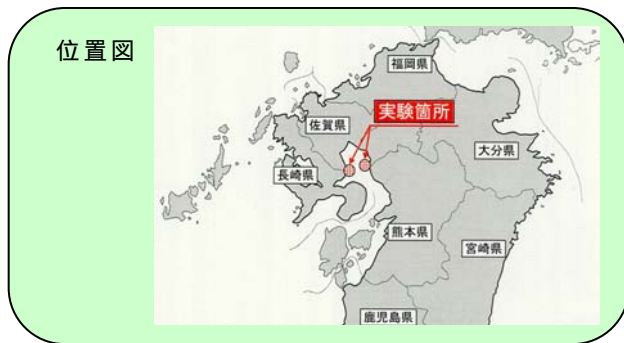 位置図
福岡県
実験箇所
佐賀県
大分県
長崎県
熊本県
宮崎県
鹿児島県